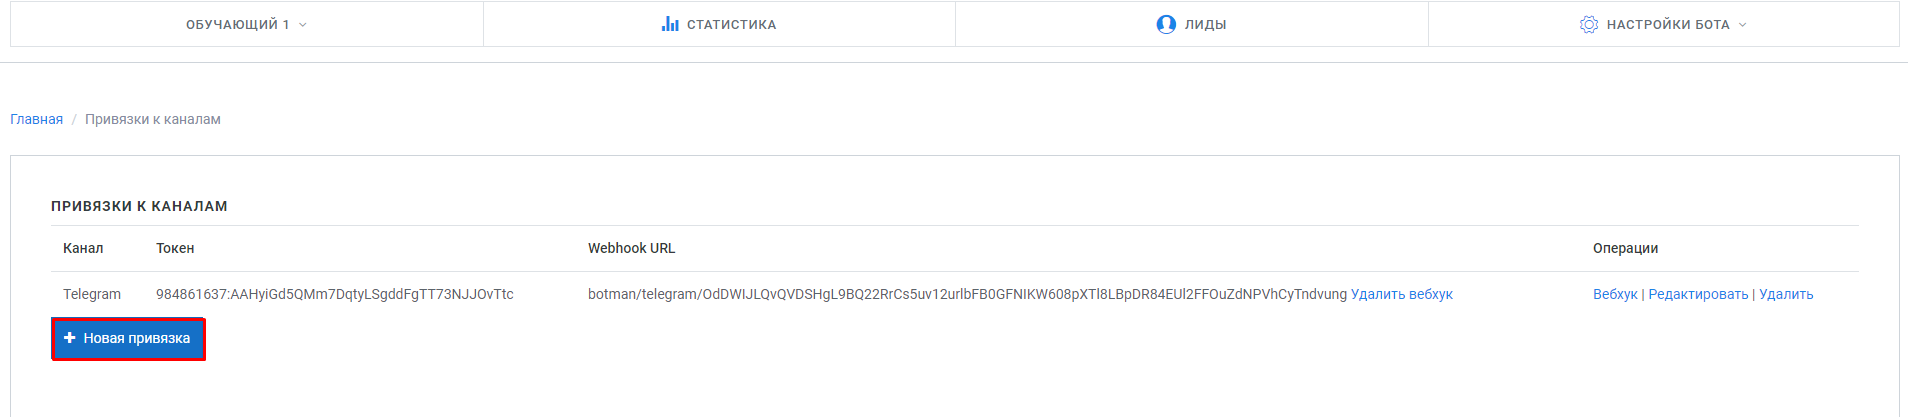 ОБУЧАЮЩИЙ 1 СТАТИСТИКА ЛИДЫ НАСТРОЙКИ БОТА
Главная / Привязки к каналам
ПРИВЯЗКИ К КАНАЛАМ
Канал Токен Webhook URL Операции
Telegram 984861637:AAHyiGd5QMm7DqtyLSgddFgTT73NJJOvTtc botman/telegram/OdDWIJLQvQVDSHgL9BQ22RrCs5uv12urlbFB0GFNIKW608pXTl8LBpDR84EUl2FFOuZdNPVhCyTndvung Удалить вебхук Вебхук | Редактировать | Удалить
+ Новая привязка